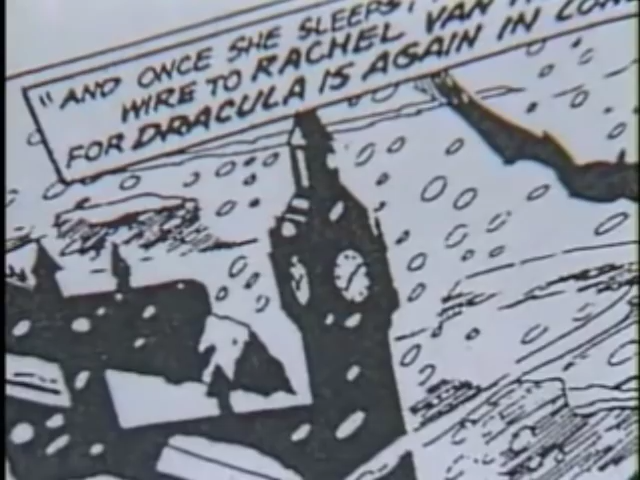 "AND ONCE SHE SLEEPS,
WIRE TO RACHEL VAN
FOR DRACULA IS AGAIN IN